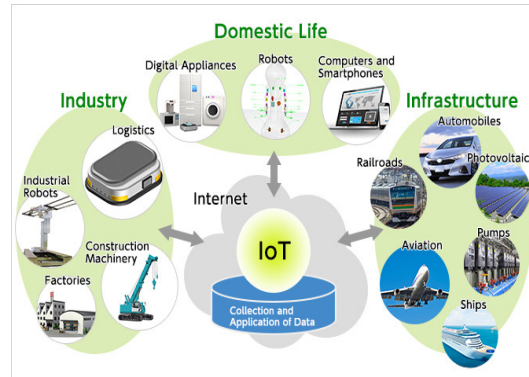 Domestic Life
Digital Appliances
Robots
Computers and
Smartphones
Industry
Logistics
Industrial
Robots
Construction
Machinery
Factories
Internet
IoT
Collection and
Application of Data
Infrastructure
Automobiles
Photovoltaic
Railroads
Pumps
Aviation
Ships